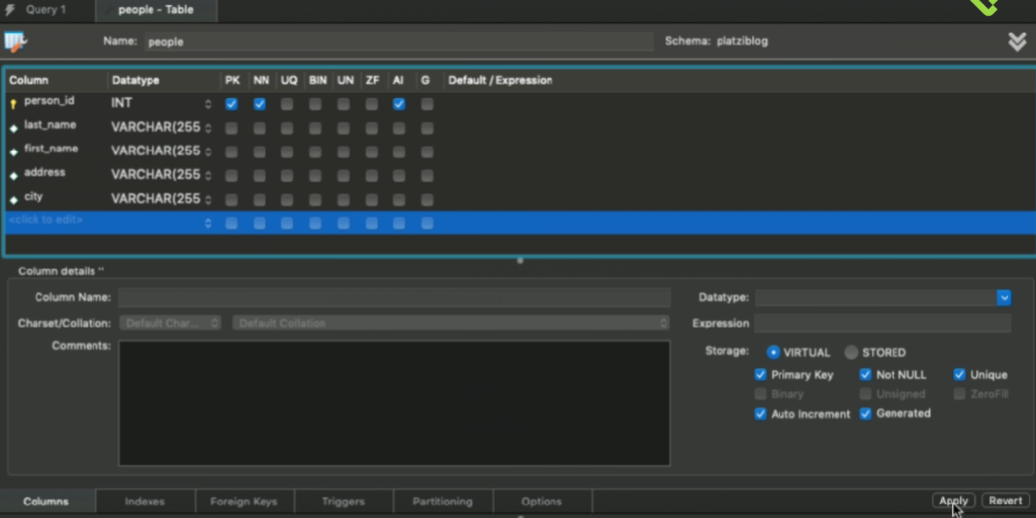 Query 1 people - Table
Name: people Schema: platziblog
Column Datatype PK NN UQ BIN UN ZF AI G Default / Expression
person_id INT
last_name VARCHAR(255
first_name VARCHAR(255
address VARCHAR(255
city VARCHAR(255
<click to edit>
Column details ''
Column Name: Datatype:
Charset/Collation: Default Char... Default Collation Expression
Comments: Storage: VIRTUAL STORED
Primary Key Not NULL Unique
Binary Unsigned ZeroFill
Auto Increment Generated
Columns Indexes Foreign Keys Triggers Partitioning Options Apply Revert